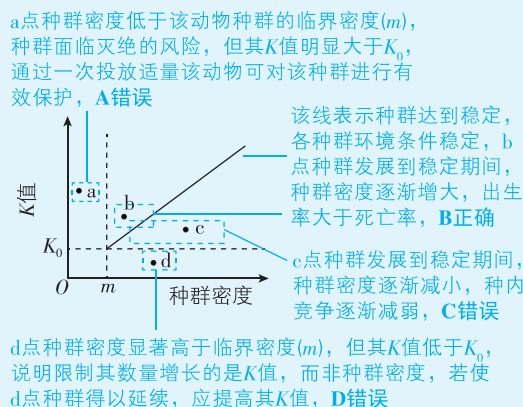 a点种群密度低于该动物种群的临界密度(m)，
种群面临灭绝的风险，但其K值明显大于K₀，
通过一次投放适量该动物可对该种群进行有
效保护，A错误
该线表示种群达到稳定，
各种群环境条件稳定，b
点种群发展到稳定期间，
种群密度逐渐增大，出生
率大于死亡率，B正确
K值
a
b
c
K₀
d
O
m
种群密度
c点种群发展到稳定期间，
种群密度逐渐减小，种内
竞争逐渐减弱，C错误
d点种群密度显著高于临界密度(m)，但其K值低于K₀，
说明限制其数量增长的是K值，而非种群密度，若使
d点种群得以延续，应提高其K值，D错误